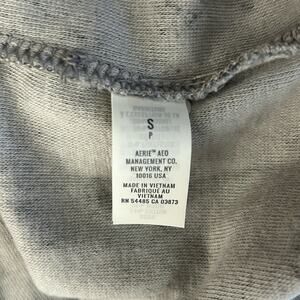 S
P
AERIE™ AEO
MANAGEMENT CO.
NEW YORK, NY
10016 USA
MADE IN VIETNAM
FABRIQUÉ AU
VIETNAM
RN 54485 CA 03873